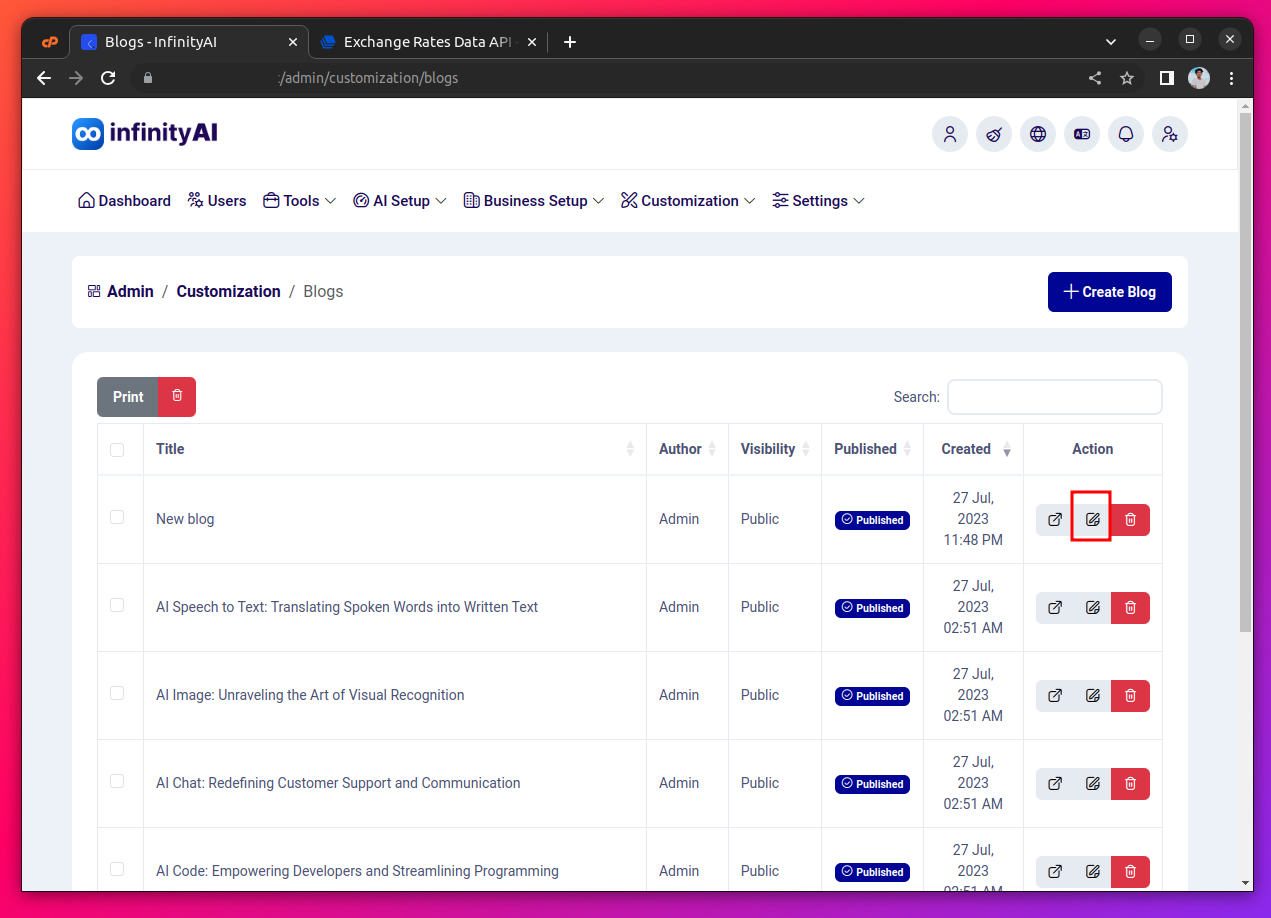 cP
Blogs - InfinityAI
Exchange Rates Data API -
:/admin/customization/blogs
infinityAI
Dashboard Users Tools AI Setup Business Setup Customization Settings
Admin / Customization / Blogs
Create Blog
Print
Search:
Title Author Visibility Published Created Action
New blog Admin Public Published 27 Jul,
2023
11:48 PM
AI Speech to Text: Translating Spoken Words into Written Text Admin Public Published 27 Jul,
2023
02:51 AM
AI Image: Unraveling the Art of Visual Recognition Admin Public Published 27 Jul,
2023
02:51 AM
AI Chat: Redefining Customer Support and Communication Admin Public Published 27 Jul,
2023
02:51 AM
AI Code: Empowering Developers and Streamlining Programming Admin Public Published 27 Jul,
2023
02:51 AM